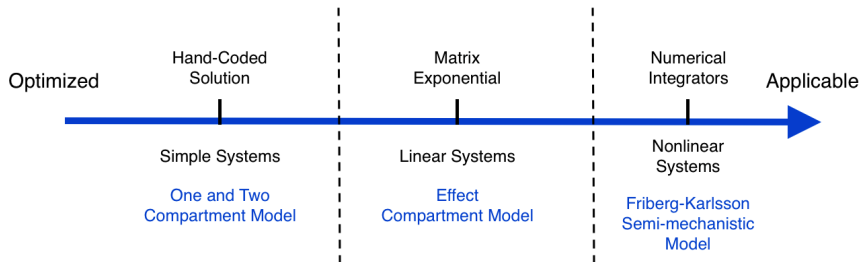 Optimized
Hand-Coded
Solution
Matrix
Exponential
Numerical
Integrators
Applicable
Simple Systems
One and Two
Compartment Model
Linear Systems
Effect
Compartment Model
Nonlinear
Systems
Friberg-Karlsson
Semi-mechanistic
Model